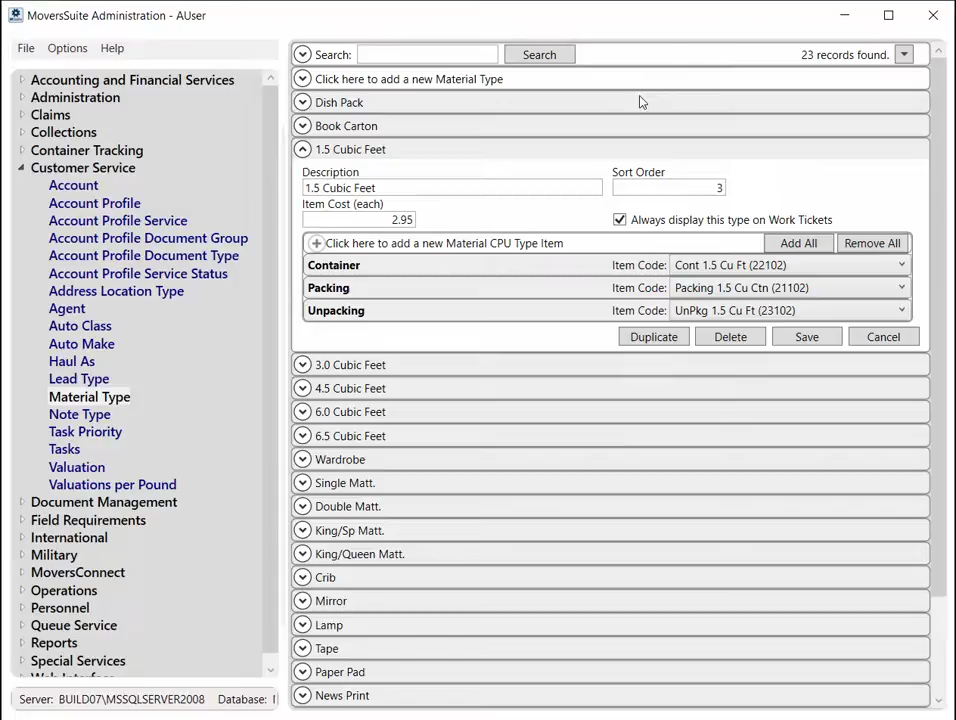 MoversSuite Administration - AUser
File Options Help
Accounting and Financial Services
Administration
Claims
Collections
Container Tracking
Customer Service
Account
Account Profile
Account Profile Service
Account Profile Document Group
Account Profile Document Type
Account Profile Service Status
Address Location Type
Agent
Auto Class
Auto Make
Haul As
Lead Type
Material Type
Note Type
Task Priority
Tasks
Valuation
Valuations per Pound
Document Management
Field Requirements
International
Military
MoversConnect
Operations
Personnel
Queue Service
Reports
Special Services
Server: BUILD07\MSSQLSERVER2008 Database:
Search: Search 23 records found.
Click here to add a new Material Type
Dish Pack
Book Carton
1.5 Cubic Feet
Description Sort Order
1.5 Cubic Feet 3
Item Cost (each)
2.95 Always display this type on Work Tickets
Click here to add a new Material CPU Type Item Add All Remove All
Container Item Code: Cont 1.5 Cu Ft (22102)
Packing Item Code: Packing 1.5 Cu Ctn (21102)
Unpacking Item Code: UnPkg 1.5 Cu Ft (23102)
Duplicate Delete Save Cancel
3.0 Cubic Feet
4.5 Cubic Feet
6.0 Cubic Feet
6.5 Cubic Feet
Wardrobe
Single Matt.
Double Matt.
King/Sp Matt.
King/Queen Matt.
Crib
Mirror
Lamp
Tape
Paper Pad
News Print